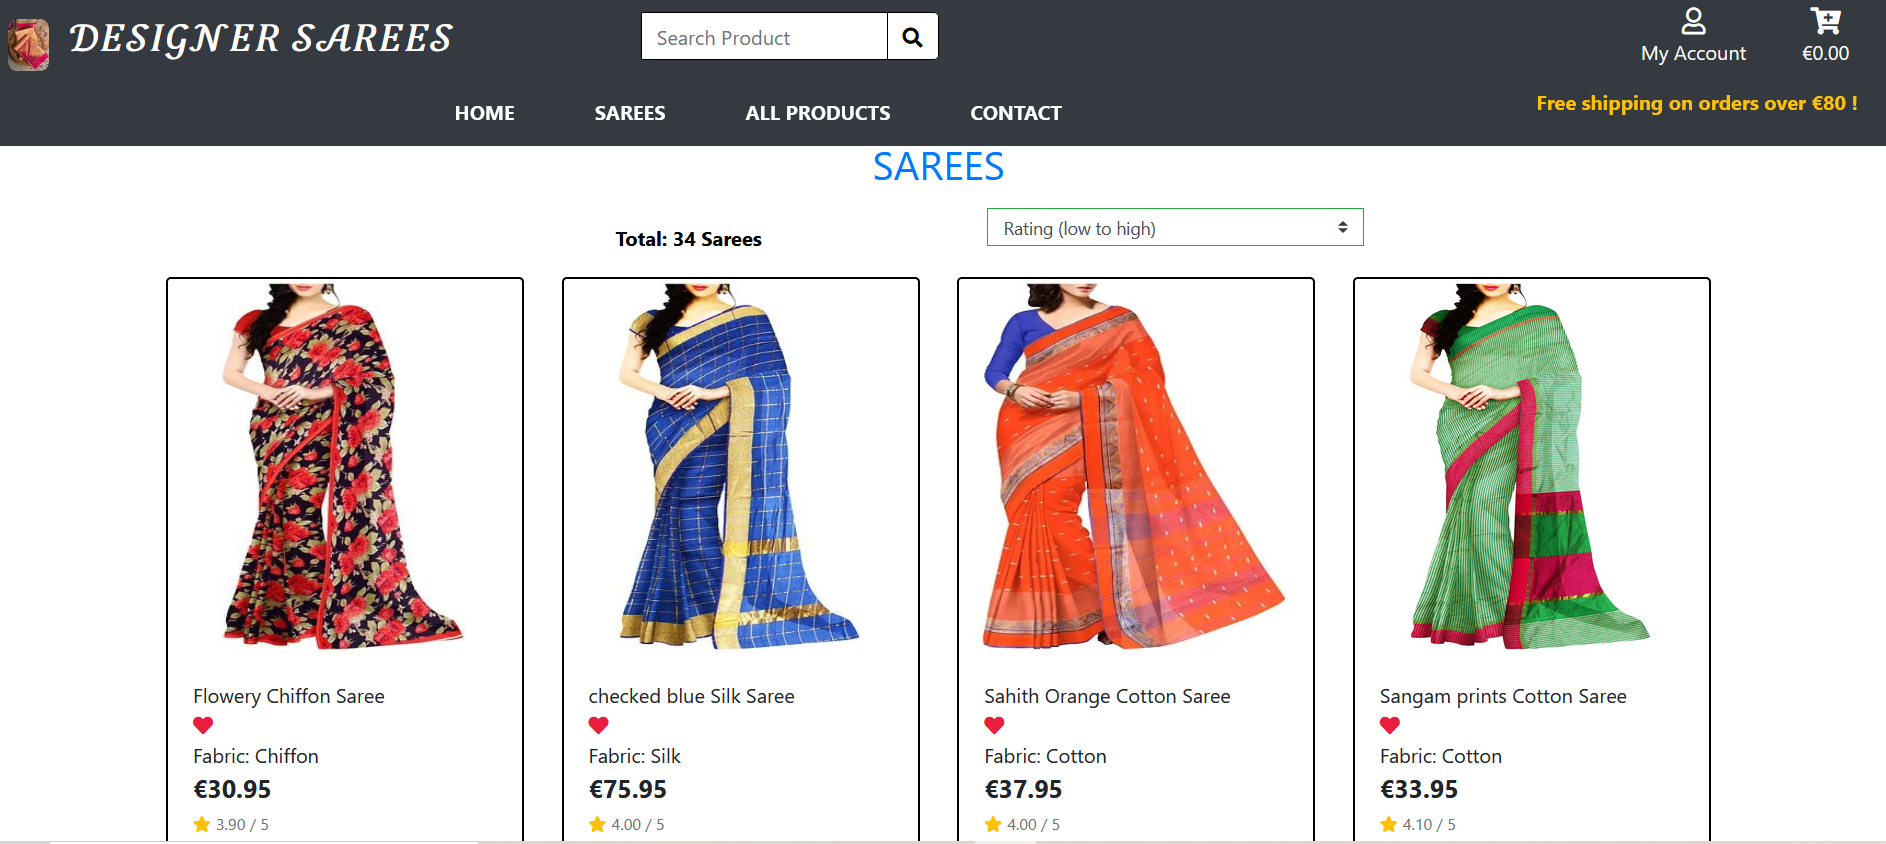 DESIGNER SAREES
Search Product
My Account
€0.00
HOME
SAREES
ALL PRODUCTS
CONTACT
Free shipping on orders over €80 !
SAREES
Total: 34 Sarees
Rating (low to high)
Flowery Chiffon Saree
Fabric: Chiffon
€30.95
3.90 / 5
checked blue Silk Saree
Fabric: Silk
€75.95
4.00 / 5
Sahith Orange Cotton Saree
Fabric: Cotton
€37.95
4.00 / 5
Sangam prints Cotton Saree
Fabric: Cotton
€33.95
4.10 / 5